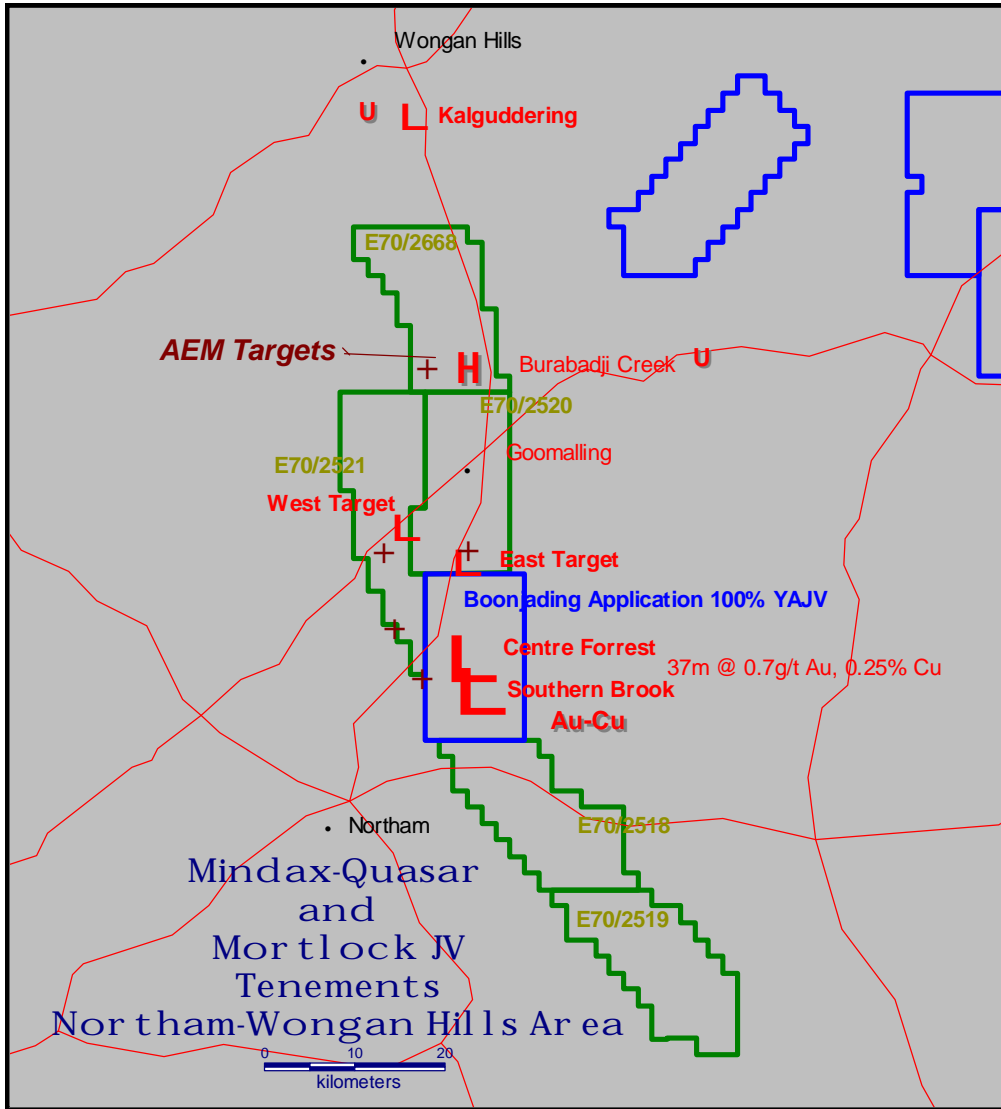 Wongan Hills
U
Kalguddering
E70/2668
AEM Targets
H
Burabadji Creek
U
E70/2520
Goomalling
E70/2521
West Target
East Target
Boonjading Application 100% YAJV
Centre Forrest
37m @ 0.7g/t Au, 0.25% Cu
Southern Brook
Au-Cu
Northam
E70/2518
E70/2519
Mindax-Quasar
and
Mortlock JV
Tenements
Northam-Wongan Hills Area
0 10 20
kilometers